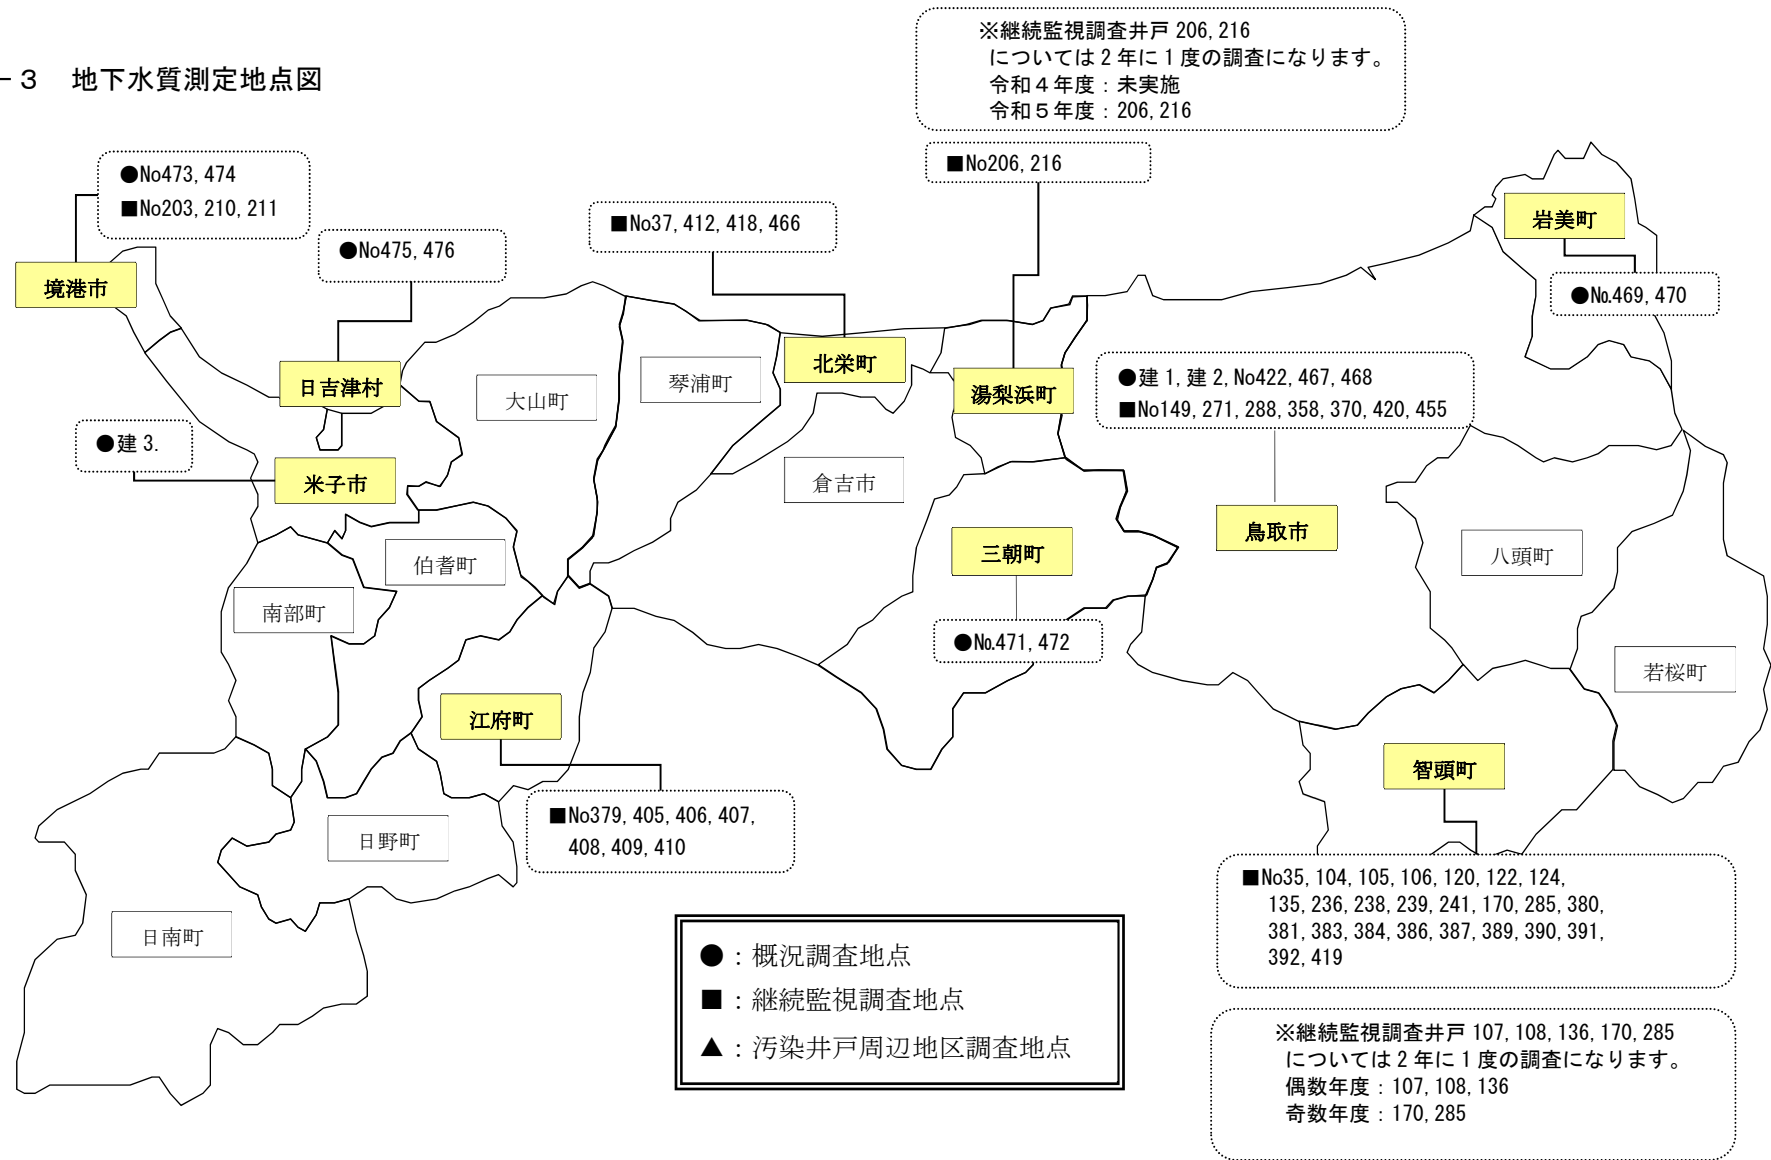 －３　地下水質測定地点図
※継続監視調査井戸 206, 216
については 2 年に 1 度の調査になります。
令和４年度：未実施
令和５年度：206, 216
●No473, 474
■No203, 210, 211
境港市
●No475, 476
日吉津村
●建 3.
米子市
■No37, 412, 418, 466
北栄町
■No206, 216
湯梨浜町
岩美町
●No.469, 470
●建 1, 建 2, No422, 467, 468
■No149, 271, 288, 358, 370, 420, 455
鳥取市
大山町
琴浦町
倉吉市
三朝町
●No.471, 472
八頭町
若桜町
伯耆町
南部町
江府町
■No379, 405, 406, 407,
408, 409, 410
日野町
日南町
智頭町
■No35, 104, 105, 106, 120, 122, 124,
135, 236, 238, 239, 241, 170, 285, 380,
381, 383, 384, 386, 387, 389, 390, 391,
392, 419
●：概況調査地点
■：継続監視調査地点
▲：汚染井戸周辺地区調査地点
※継続監視調査井戸 107, 108, 136, 170, 285
については 2 年に 1 度の調査になります。
偶数年度：107, 108, 136
奇数年度：170, 285